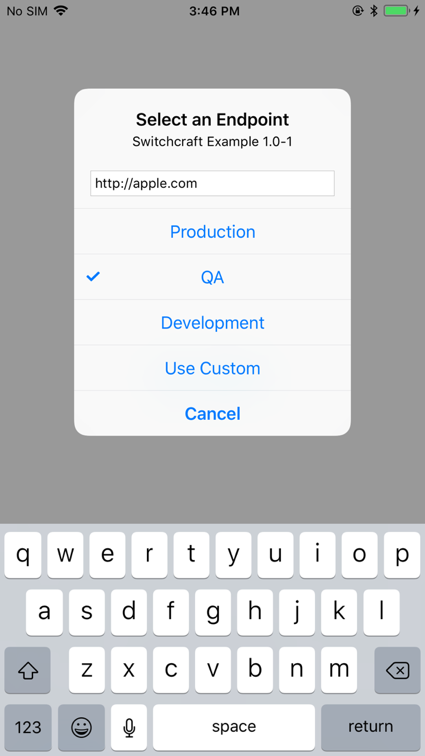 No SIM 3:46 PM
Select an Endpoint
Switchcraft Example 1.0-1
http://apple.com
Production
QA
Development
Use Custom
Cancel
q w e r t y u i o p
a s d f g h j k l
z x c v b n m
123 space return